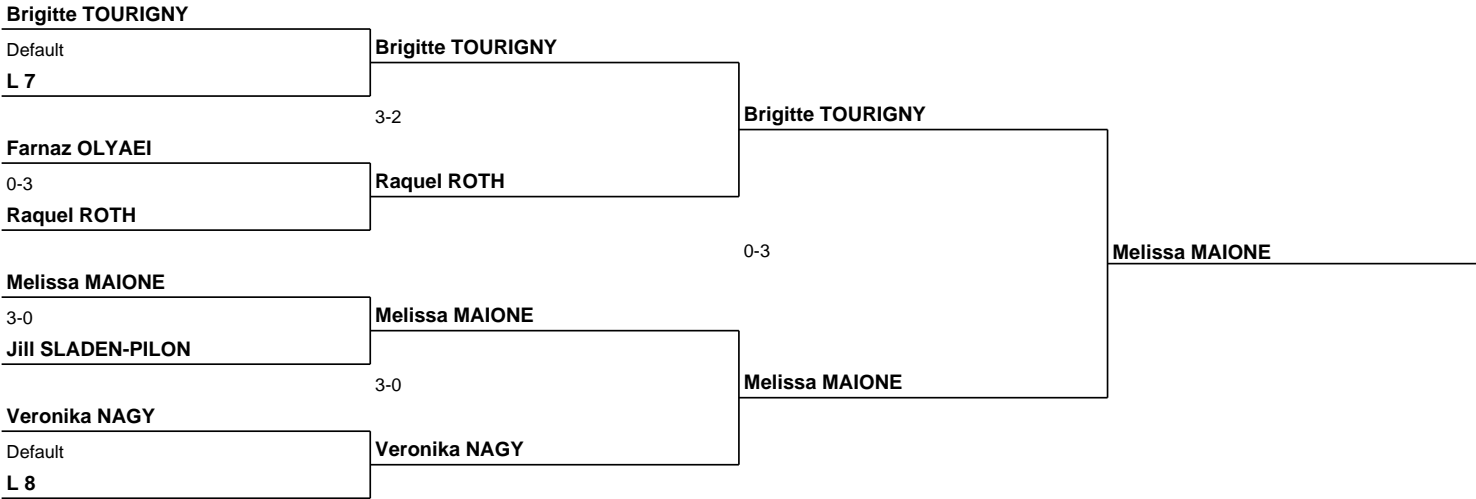 Brigitte TOURIGNY
Default
L 7
Brigitte TOURIGNY
3-2
Farnaz OLYAEI
0-3
Raquel ROTH
Raquel ROTH
Brigitte TOURIGNY
0-3
Melissa MAIONE
3-0
Jill SLADEN-PILON
Melissa MAIONE
3-0
Veronika NAGY
Default
L 8
Veronika NAGY
Melissa MAIONE
Melissa MAIONE